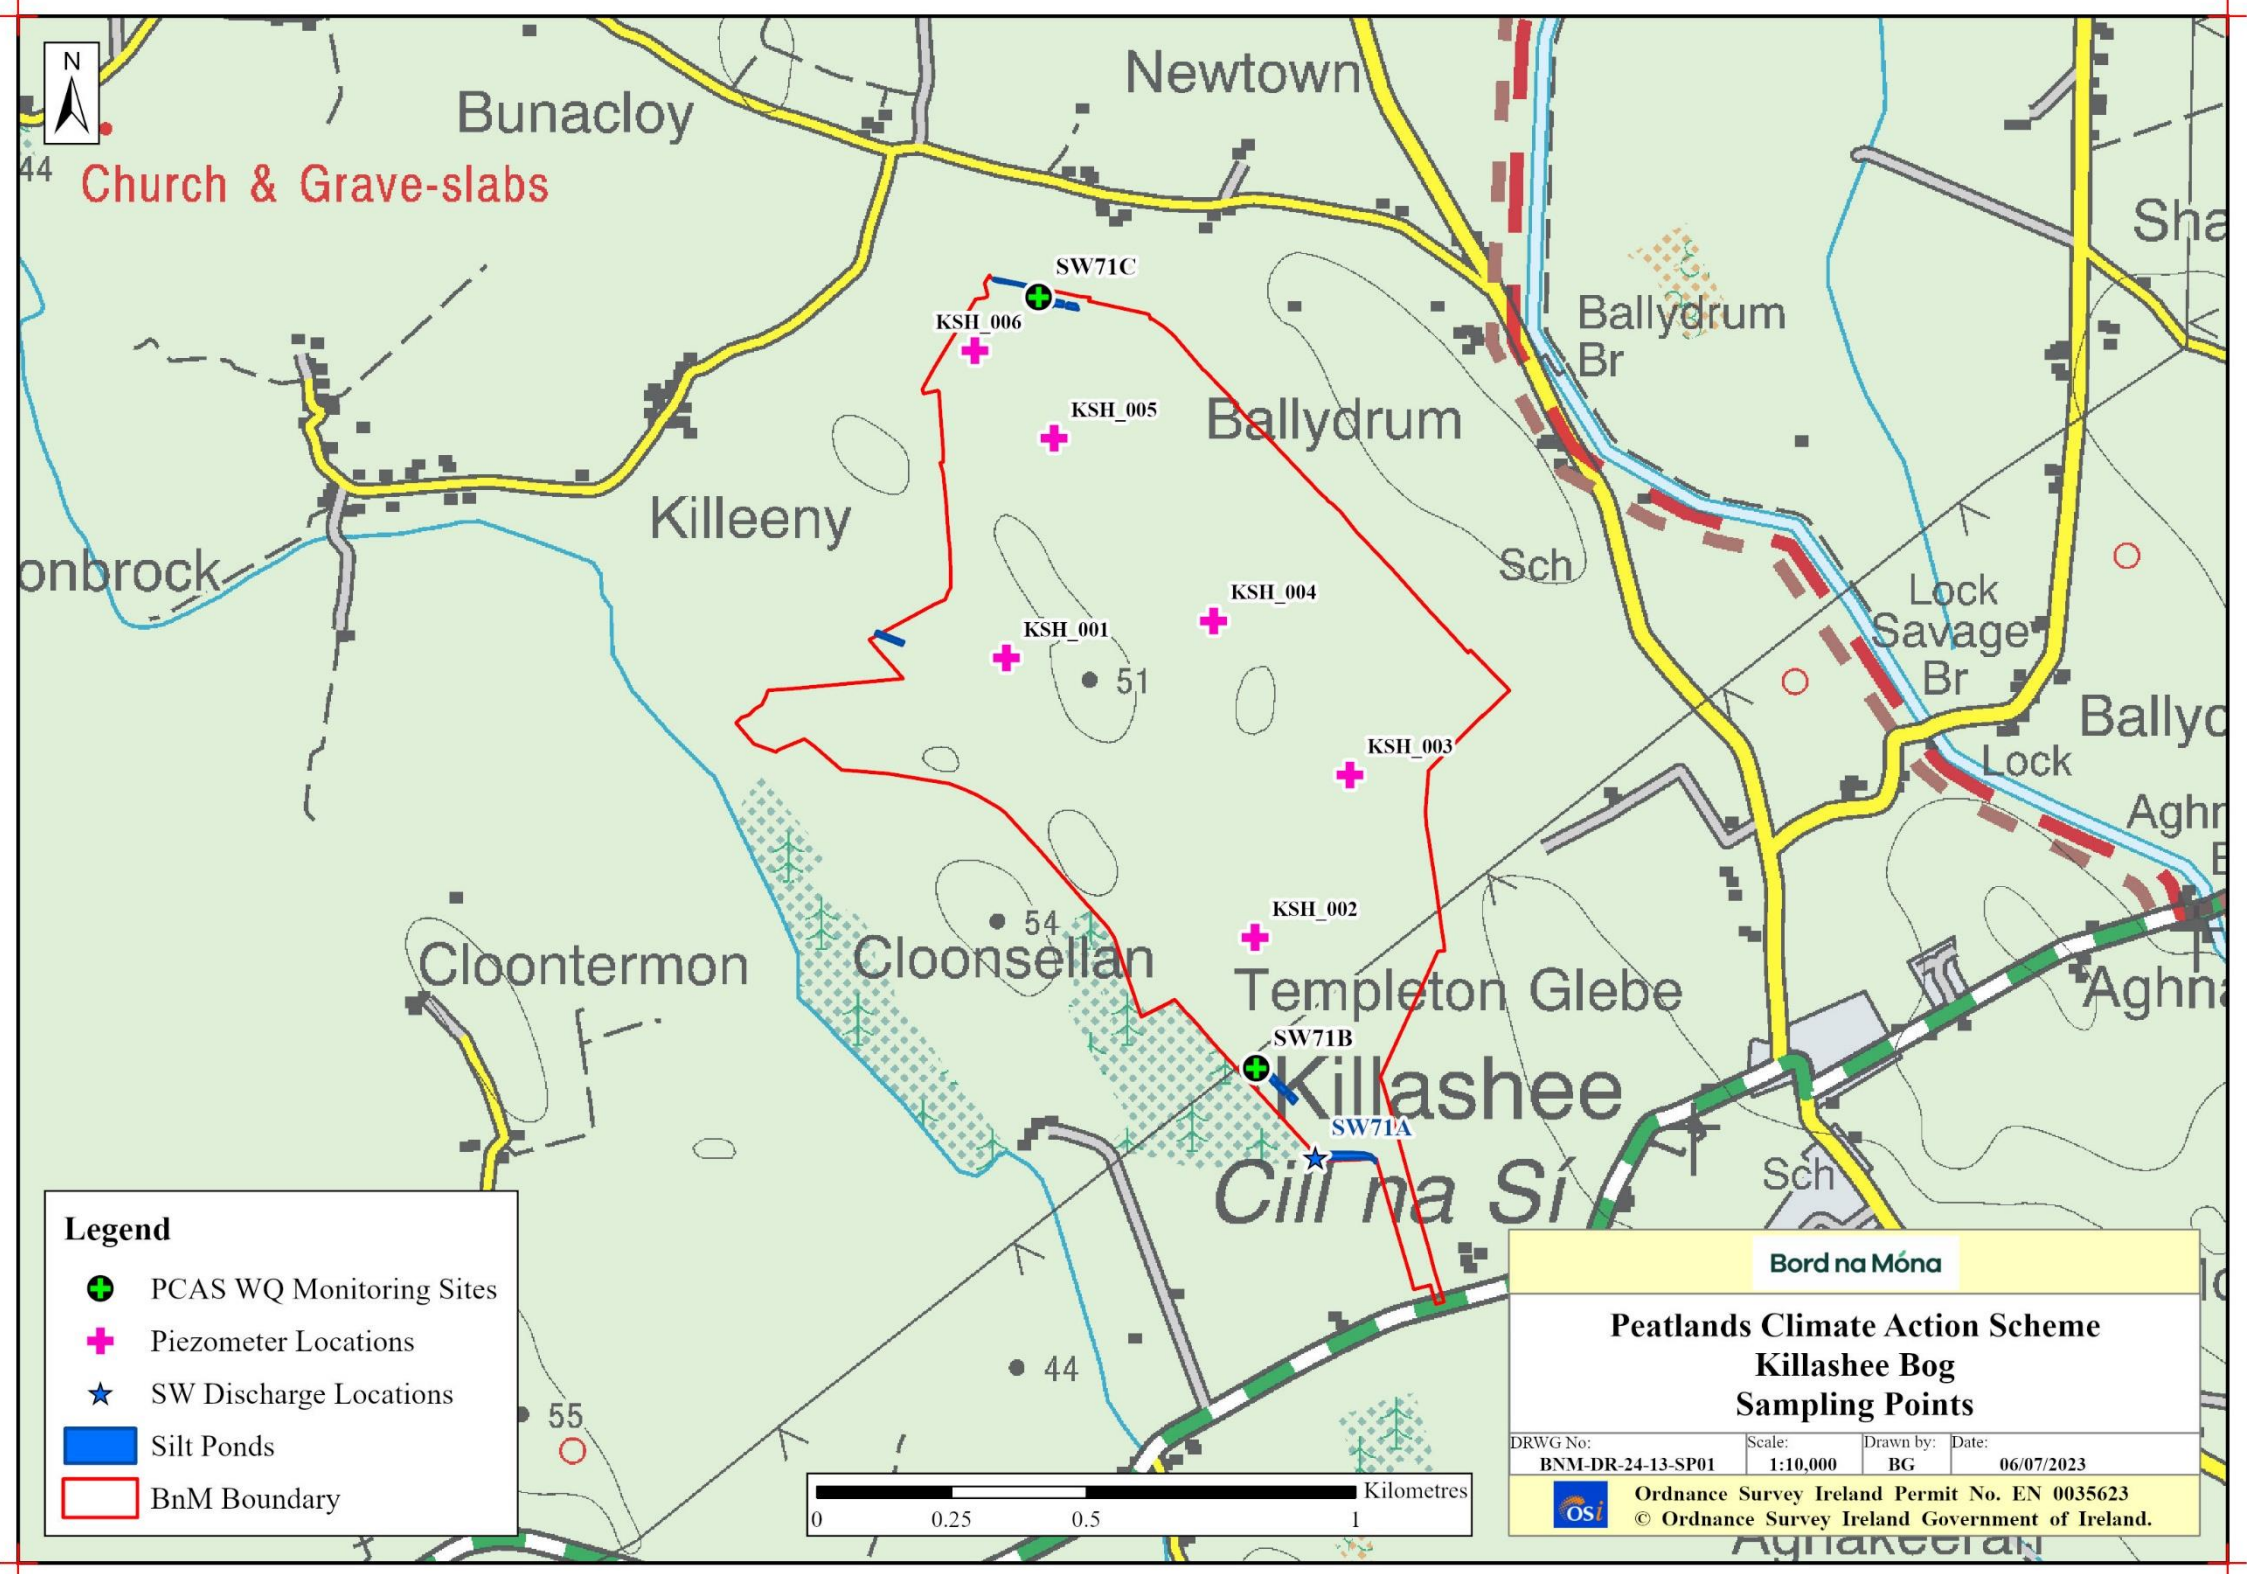 N
Newtown
Bunacloy
44
Church & Grave-slabs
Sha
SW71C
KSH_006
Ballydrum
Br
KSH_005
Ballydrum
Killeeny
Sch
onbrock
KSH_004
Lock
Savage
Br
KSH_001
51
Ballyc
KSH_003
Lock
Aghr
KSH_002
54
Cloonsellan
Cloontermon
Templeton Glebe
Aghna
SW71B
Killashee
SW71A
Cill na Sí
Sch
44
55
Legend
PCAS WQ Monitoring Sites
Piezometer Locations
SW Discharge Locations
Silt Ponds
BnM Boundary
Kilometres
0 0.25 0.5 1
Bord na Móna
Peatlands Climate Action Scheme
Killashee Bog
Sampling Points
DRWG No: Scale: Drawn by: Date:
BNM-DR-24-13-SP01 1:10,000 BG 06/07/2023
osi
Ordnance Survey Ireland Permit No. EN 0035623
© Ordnance Survey Ireland Government of Ireland.